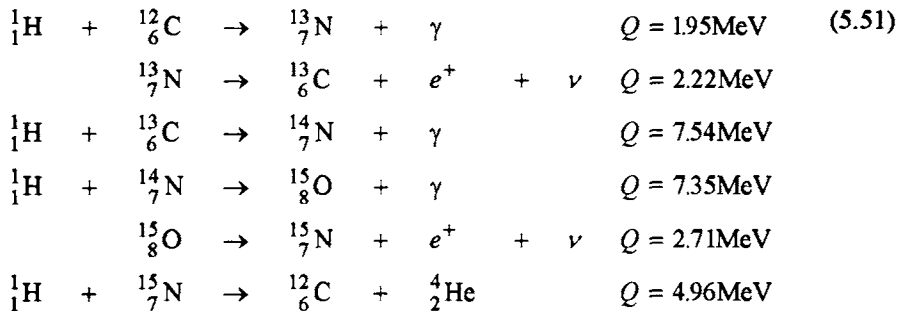 ¹₁H + ¹²₆C → ¹³₇N + γ Q = 1.95MeV (5.51)
¹³₇N → ¹³₆C + e⁺ + ν Q = 2.22MeV
¹₁H + ¹³₆C → ¹⁴₇N + γ Q = 7.54MeV
¹₁H + ¹⁴₇N → ¹⁵₈O + γ Q = 7.35MeV
¹⁵₈O → ¹⁵₇N + e⁺ + ν Q = 2.71MeV
¹₁H + ¹⁵₇N → ¹²₆C + ⁴₂He Q = 4.96MeV